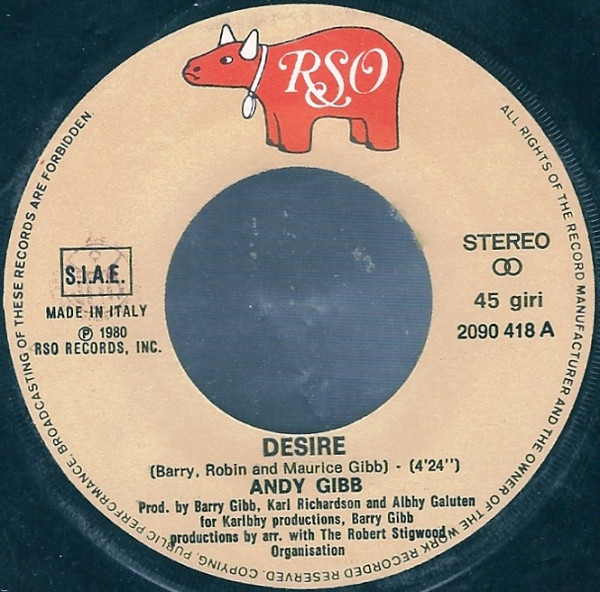 RSO
S.I.A.E.
MADE IN ITALY
Ⓟ 1980
RSO RECORDS, INC.
STEREO
45 giri
2090 418 A
DESIRE
(Barry, Robin and Maurice Gibb) - (4'24'')
ANDY GIBB
Prod. by Barry Gibb, Karl Richardson and Albhy Galuten
for Karlbhy productions, Barry Gibb
productions by arr. with The Robert Stigwood
Organisation
ALL RIGHTS OF THE RECORD MANUFACTURER AND THE OWNER OF THE WORK RECORDED RESERVED. COPYING, PUBLIC PERFORMANCE, BROADCASTING OF THESE RECORDS ARE FORBIDDEN.